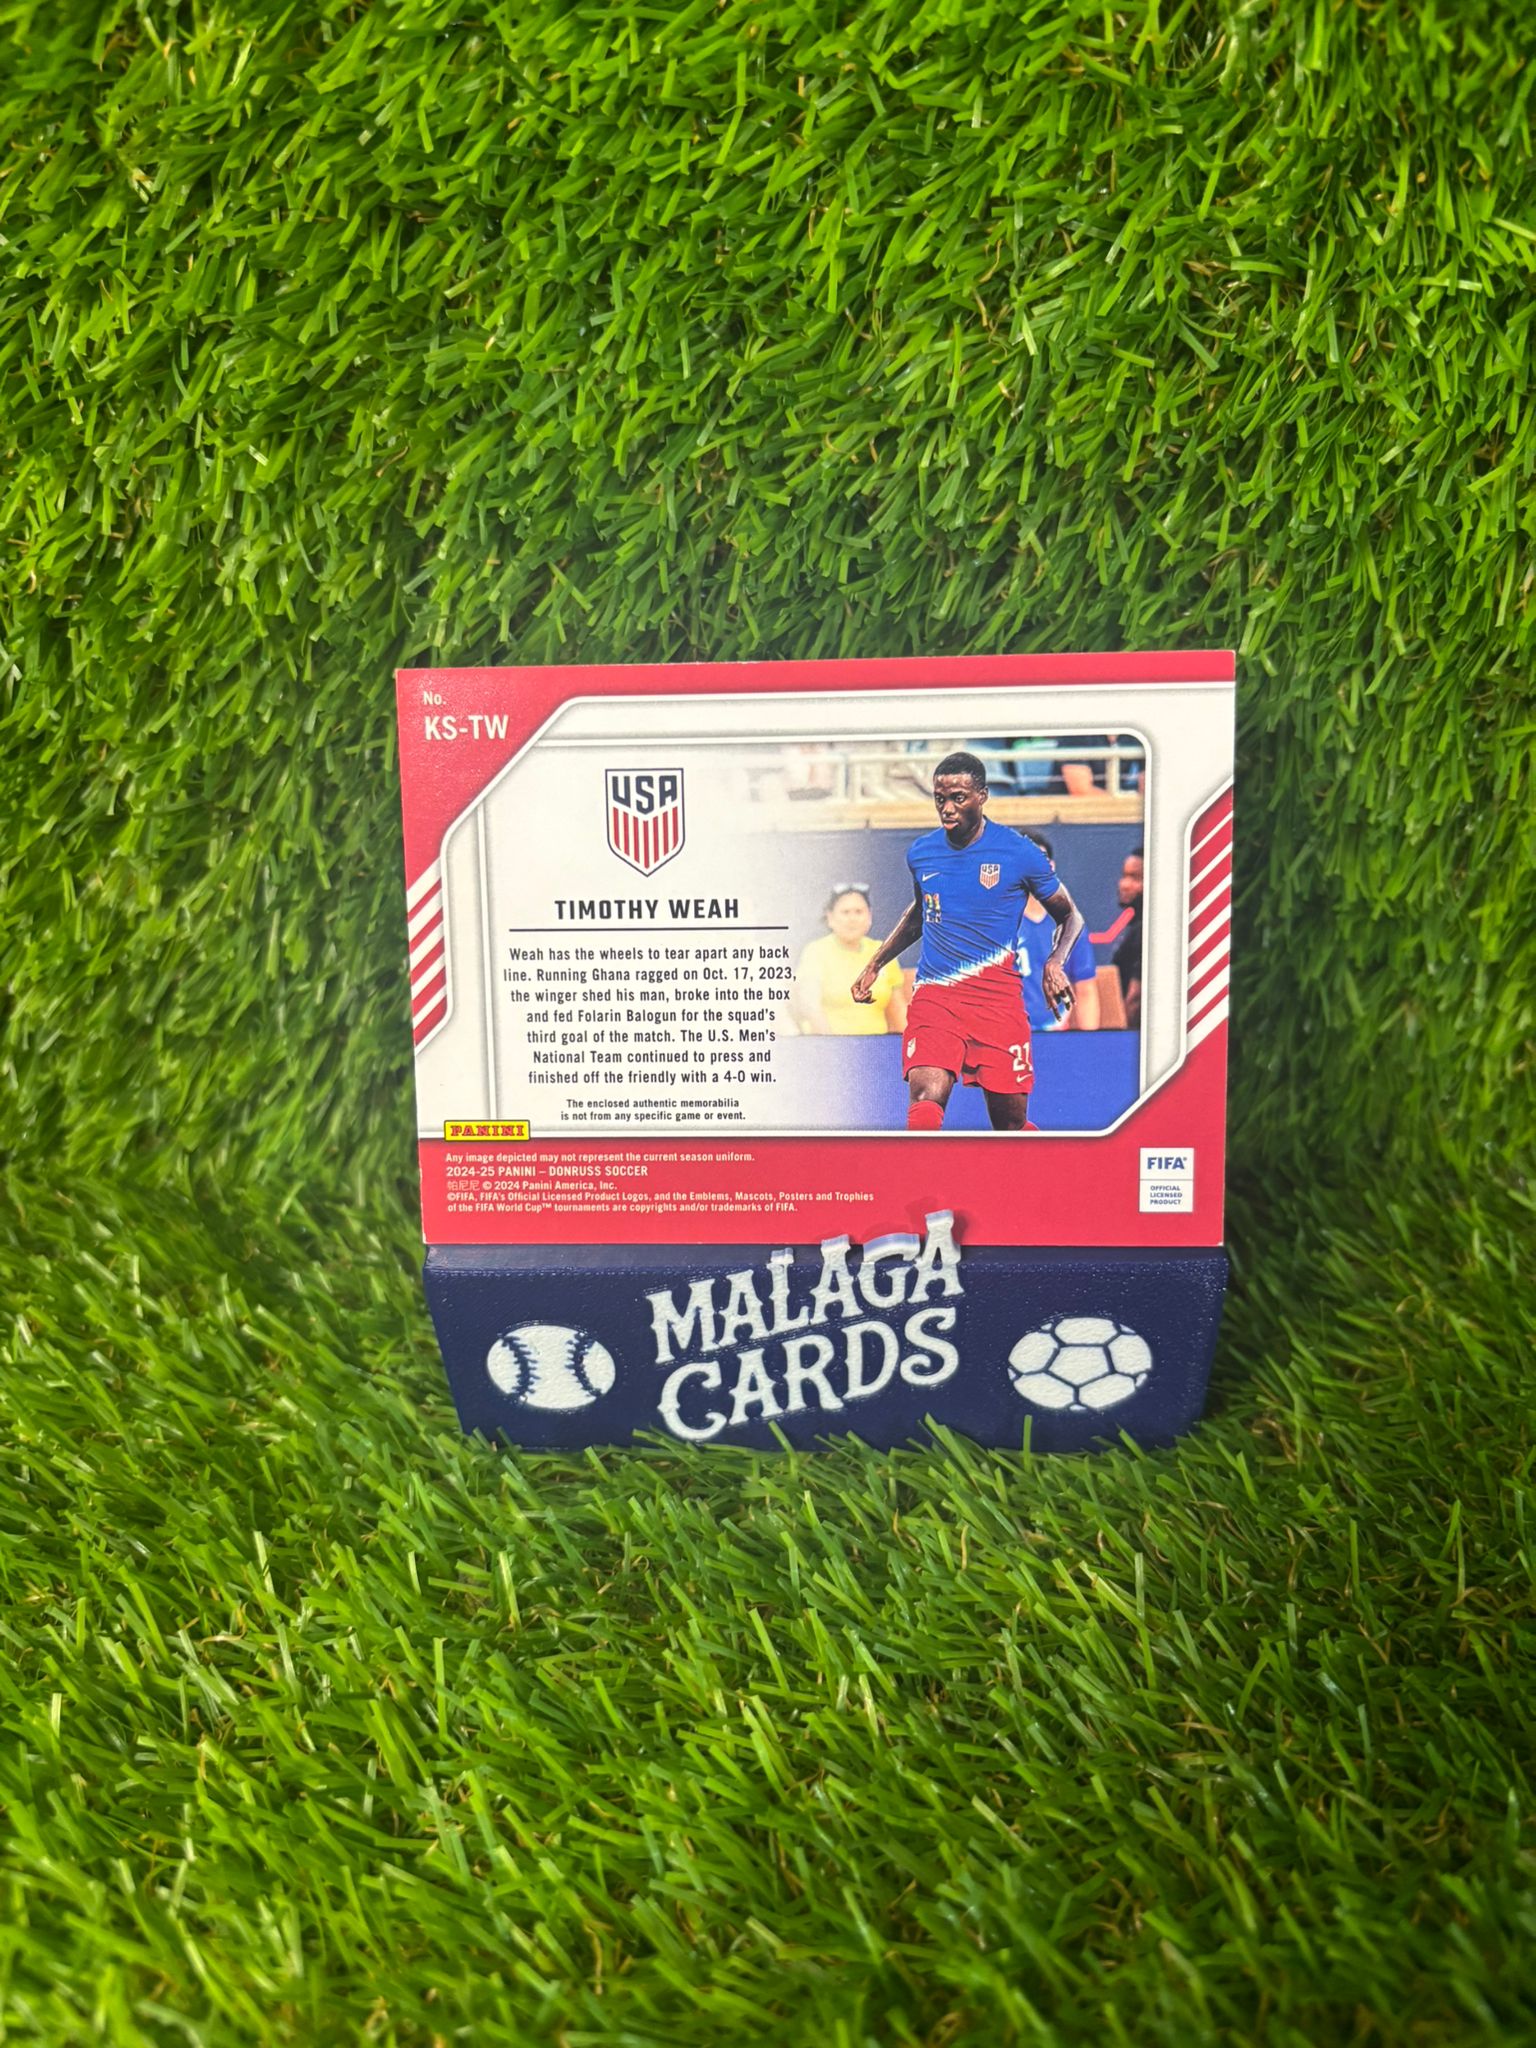 No.
KS-TW
USA
TIMOTHY WEAH
Weah has the wheels to tear apart any back
line. Running Ghana ragged on Oct. 17, 2023,
the winger shed his man, broke into the box
and fed Folarin Balogun for the squad's
third goal of the match. The U.S. Men's
National Team continued to press and
finished off the friendly with a 4-0 win.
The enclosed authentic memorabilia
is not from any specific game or event.
USA
21
21
PANINI
Any image depicted may not represent the current season uniform.
2024-25 PANINI – DONRUSS SOCCER
帕尼尼 © 2024 Panini America, Inc.
©FIFA, FIFA's Official Licensed Product Logos, and the Emblems, Mascots, Posters and Trophies
of the FIFA World Cup™ tournaments are copyrights and/or trademarks of FIFA.
FIFA®
OFFICIAL
LICENSED
PRODUCT
MALAGA
CARDS